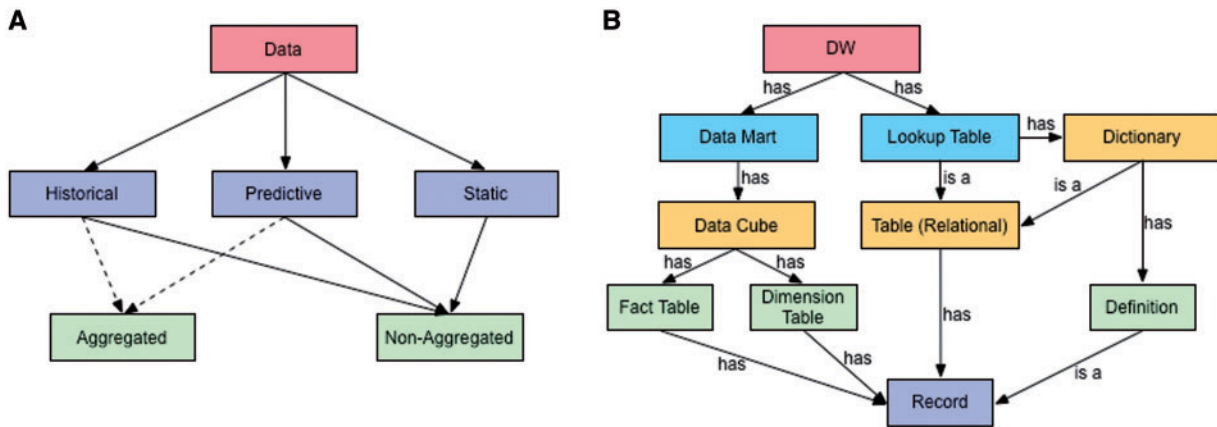 A
Data
Historical
Predictive
Static
Aggregated
Non-Aggregated
B
DW
has
has
Data Mart
Lookup Table
has
Dictionary
has
is a
is a
Data Cube
Table (Relational)
has
has
has
Fact Table
Dimension
Table
Definition
has
has
has
is a
Record